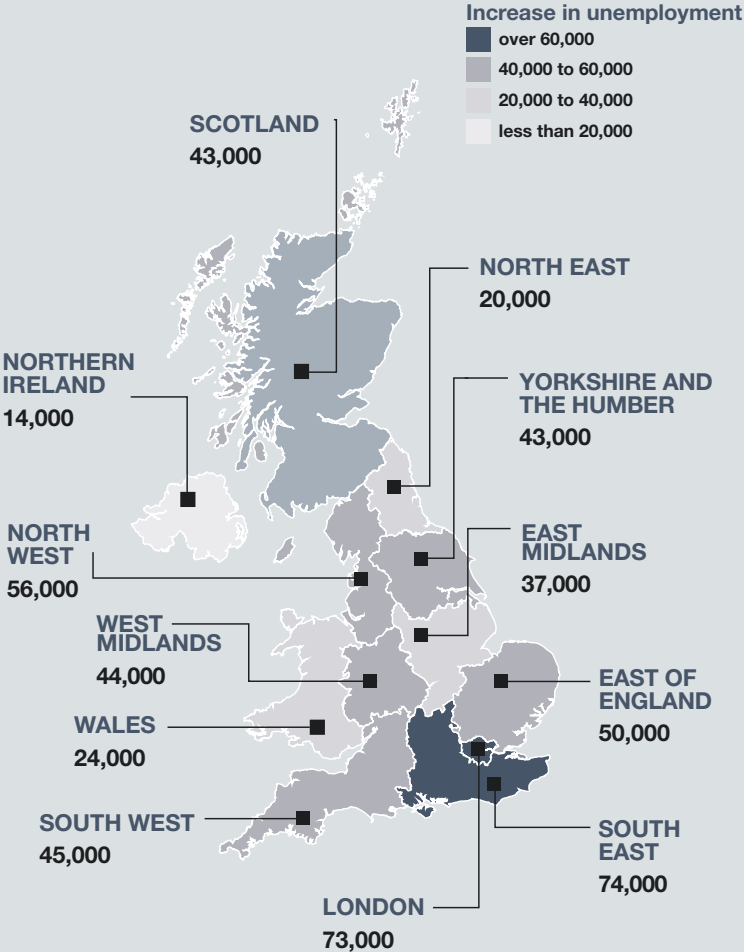 Increase in unemployment
over 60,000
40,000 to 60,000
20,000 to 40,000
less than 20,000
SCOTLAND
43,000
NORTH EAST
20,000
NORTHERN
IRELAND
14,000
YORKSHIRE AND
THE HUMBER
43,000
NORTH
WEST
56,000
EAST
MIDLANDS
37,000
WEST
MIDLANDS
44,000
EAST OF
ENGLAND
50,000
WALES
24,000
SOUTH WEST
45,000
SOUTH
EAST
74,000
LONDON
73,000